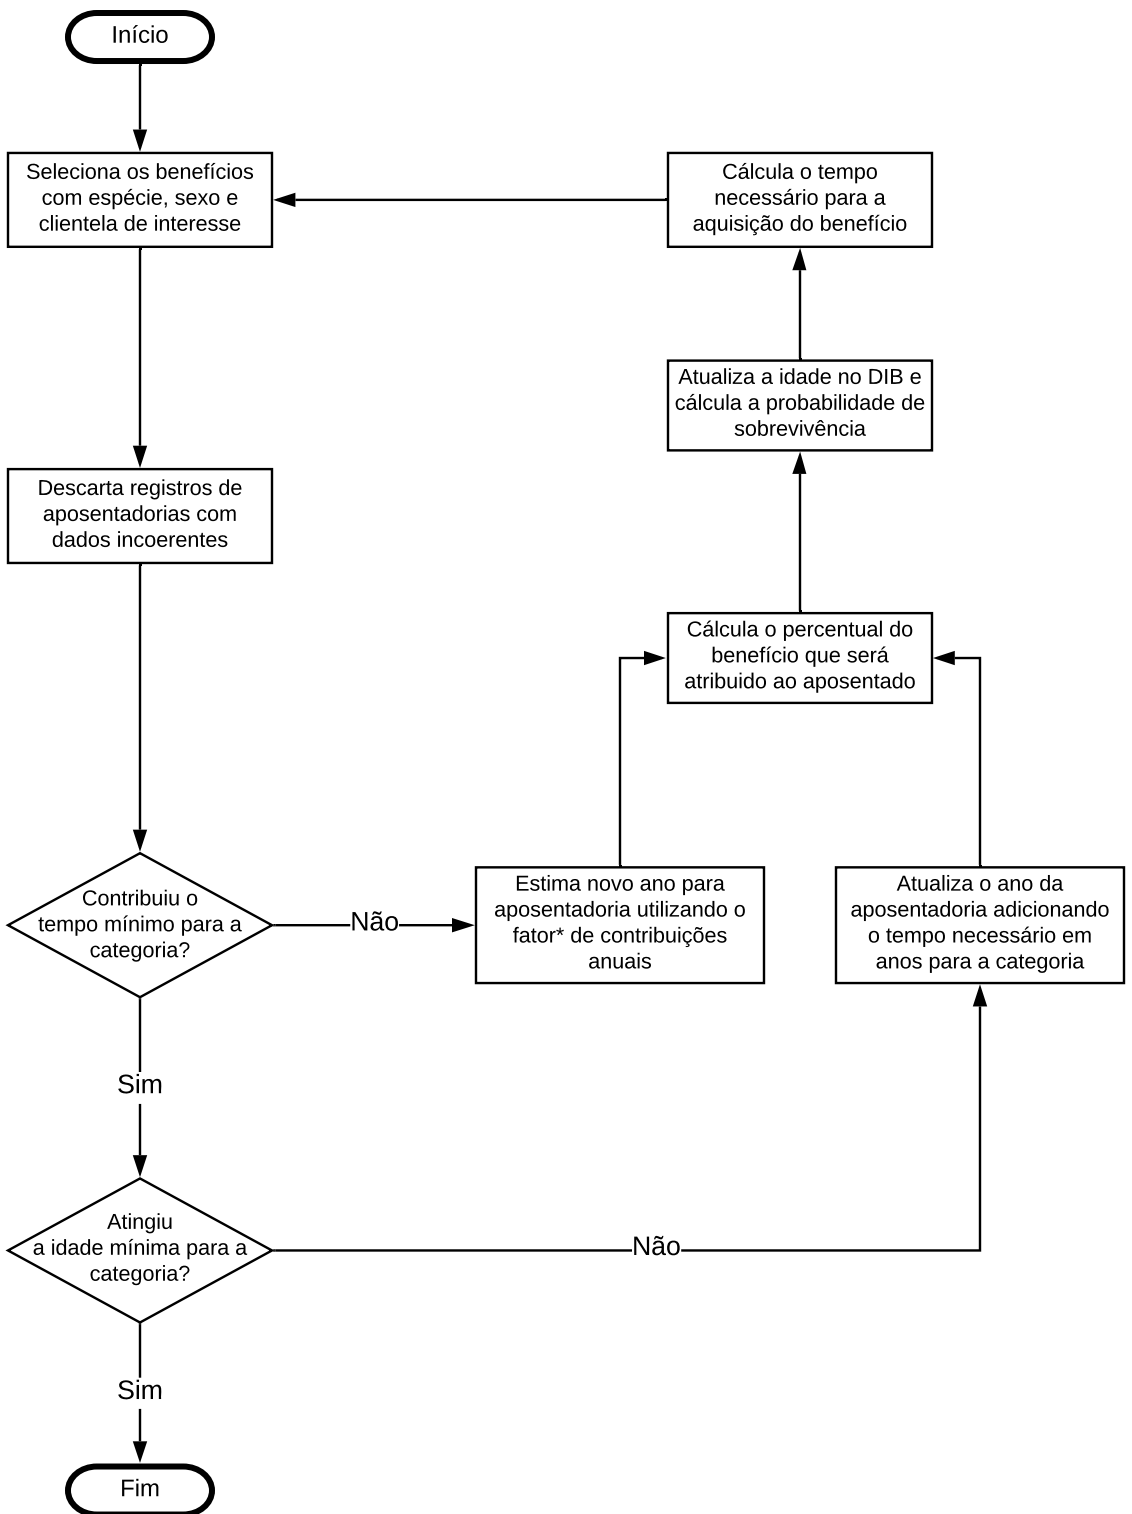 Início
Seleciona os benefícios
com espécie, sexo e
clientela de interesse
Cálcula o tempo
necessário para a
aquisição do benefício
Atualiza a idade no DIB e
cálcula a probabilidade de
sobrevivência
Descarta registros de
aposentadorias com
dados incoerentes
Cálcula o percentual do
benefício que será
atribuido ao aposentado
Contribuiu o
tempo mínimo para a
categoria?
Não
Estima novo ano para
aposentadoria utilizando o
fator* de contribuições
anuais
Atualiza o ano da
aposentadoria adicionando
o tempo necessário em
anos para a categoria
Sim
Atingiu
a idade mínima para a
categoria?
Não
Sim
Fim